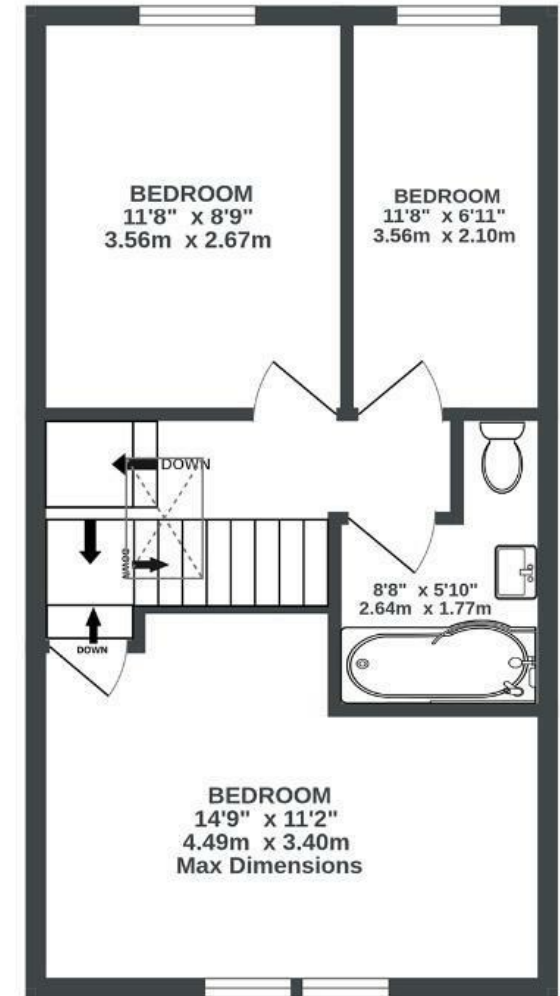 BEDROOM
11'8" x 8'9"
3.56m x 2.67m
BEDROOM
11'8" x 6'11"
3.56m x 2.10m
DOWN
DOWN
DOWN
8'8" x 5'10"
2.64m x 1.77m
BEDROOM
14'9" x 11'2"
4.49m x 3.40m
Max Dimensions